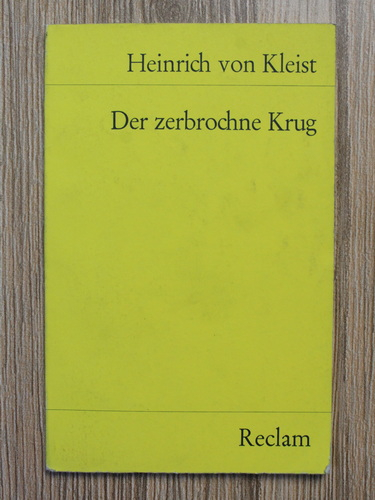 Heinrich von Kleist
Der zerbrochne Krug
Reclam